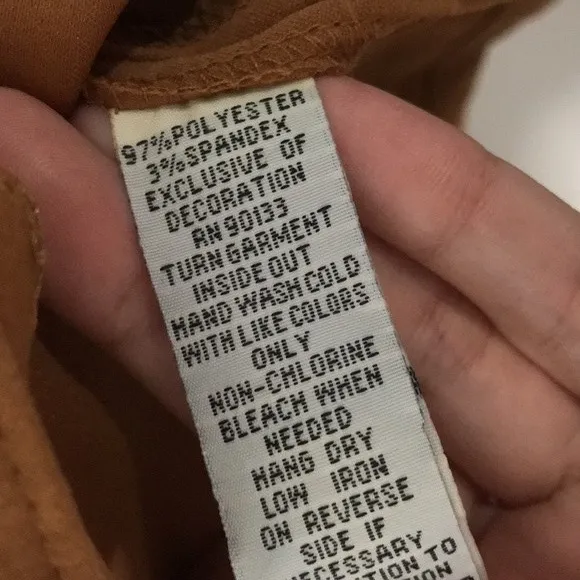 97%POLYESTER
3%SPANDEX
EXCLUSIVE OF
DECORATION
RN 90133
TURN GARMENT
INSIDE OUT
HAND WASH COLD
WITH LIKE COLORS
ONLY
NON-CHLORINE
BLEACH WHEN
NEEDED
HANG DRY
LOW IRON
ON REVERSE
SIDE IF
TO